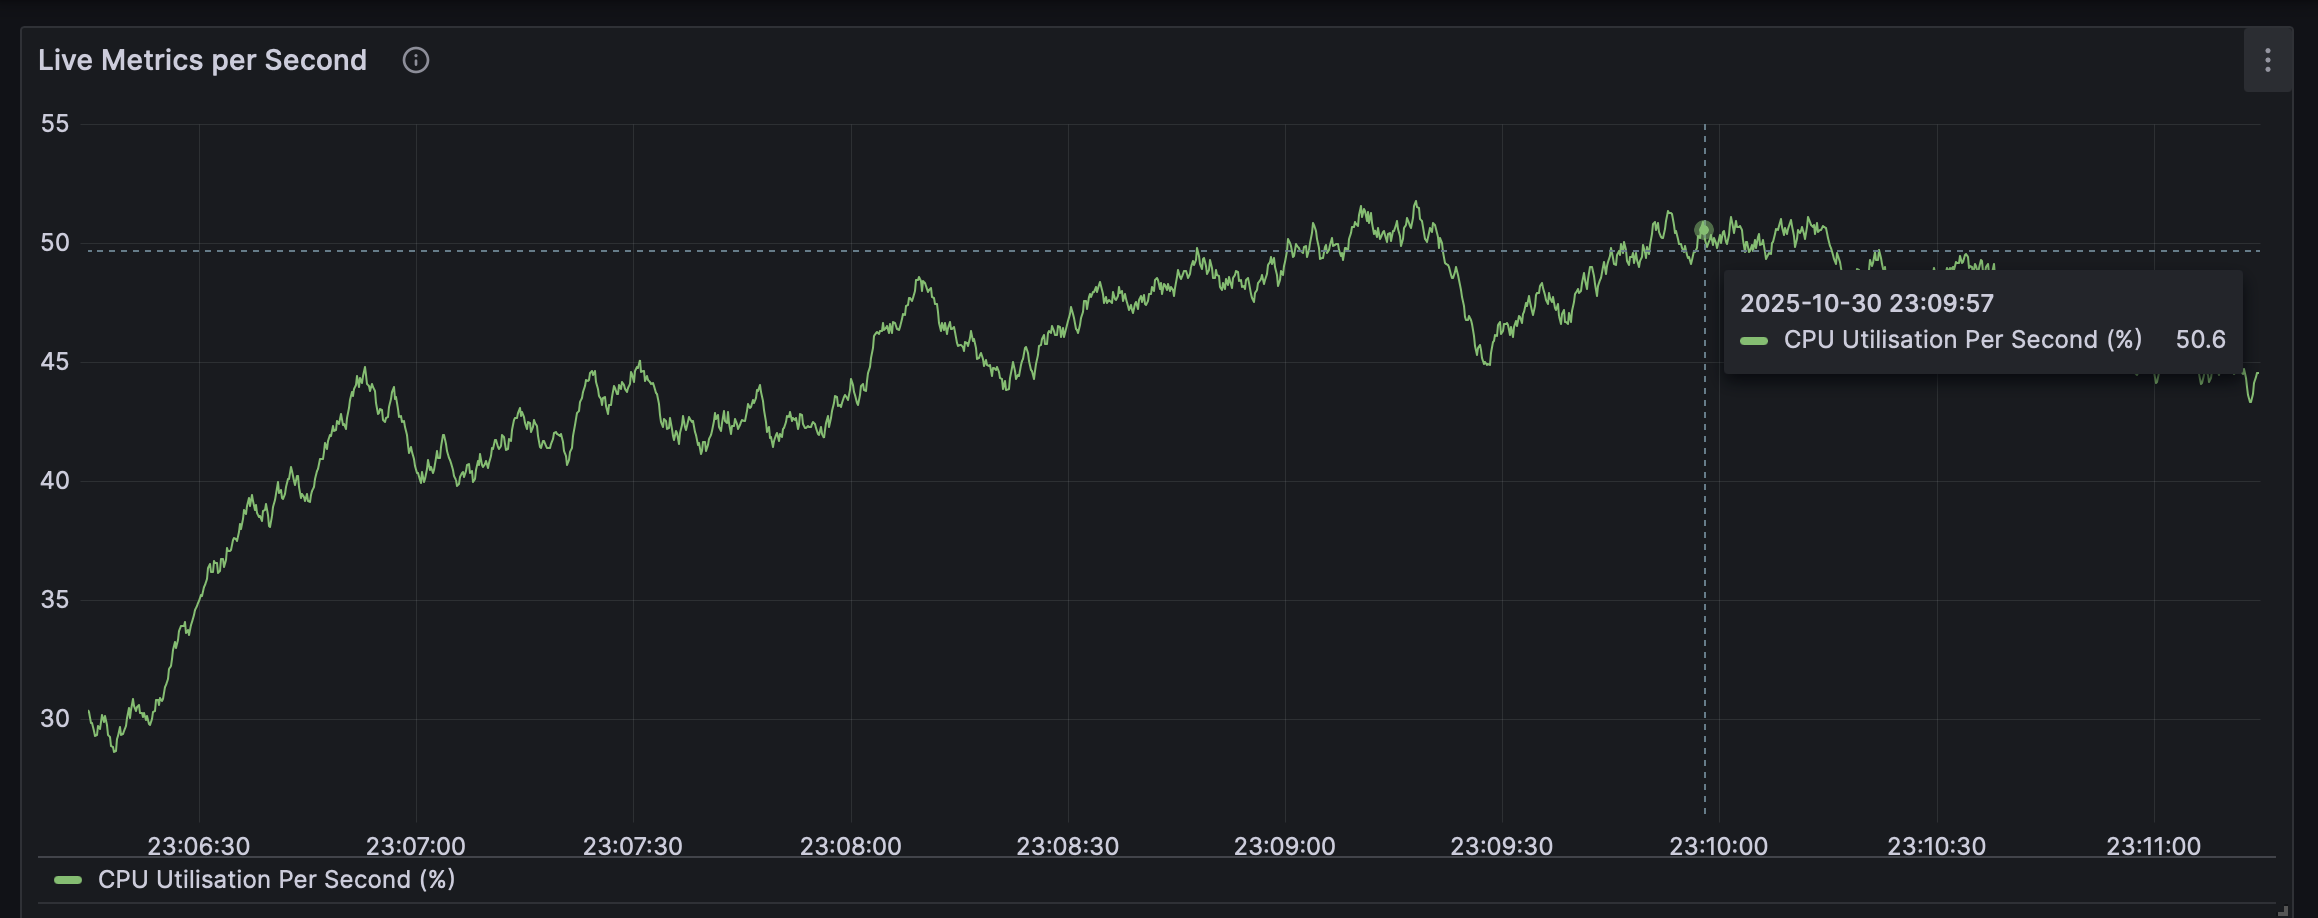 Live Metrics per Second
55
50
45
40
35
30
2025-10-30 23:09:57
CPU Utilisation Per Second (%) 50.6
23:06:30 23:07:00 23:07:30 23:08:00 23:08:30 23:09:00 23:09:30 23:10:00 23:10:30 23:11:00
CPU Utilisation Per Second (%)